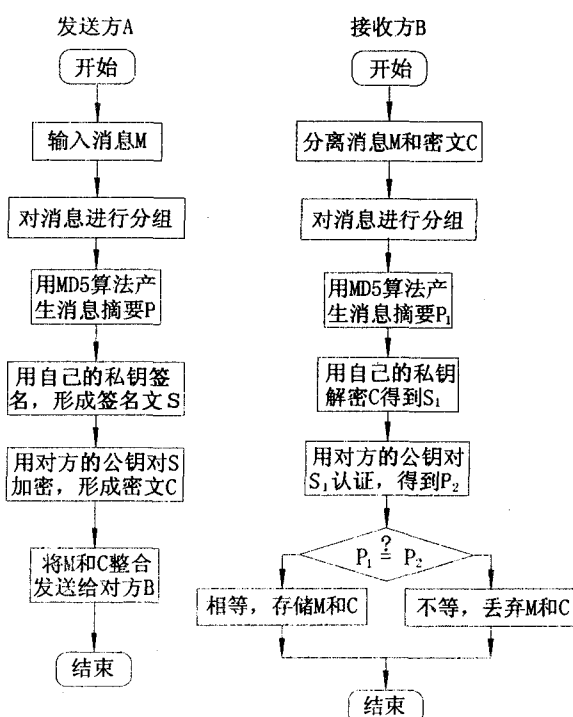 发送方A
开始
输入消息M
对消息进行分组
用MD5算法产
生消息摘要P
用自己的私钥签
名，形成签名文S
用对方的公钥对S
加密，形成密文C
将M和C整合
发送给对方B
结束
接收方B
开始
分离消息M和密文C
对消息进行分组
用MD5算法产
生消息摘要P₁
用自己的私钥
解密C得到S₁
用对方的公钥对
S₁认证，得到P₂
?
P₁ = P₂
相等，存储M和C
不等，丢弃M和C
结束